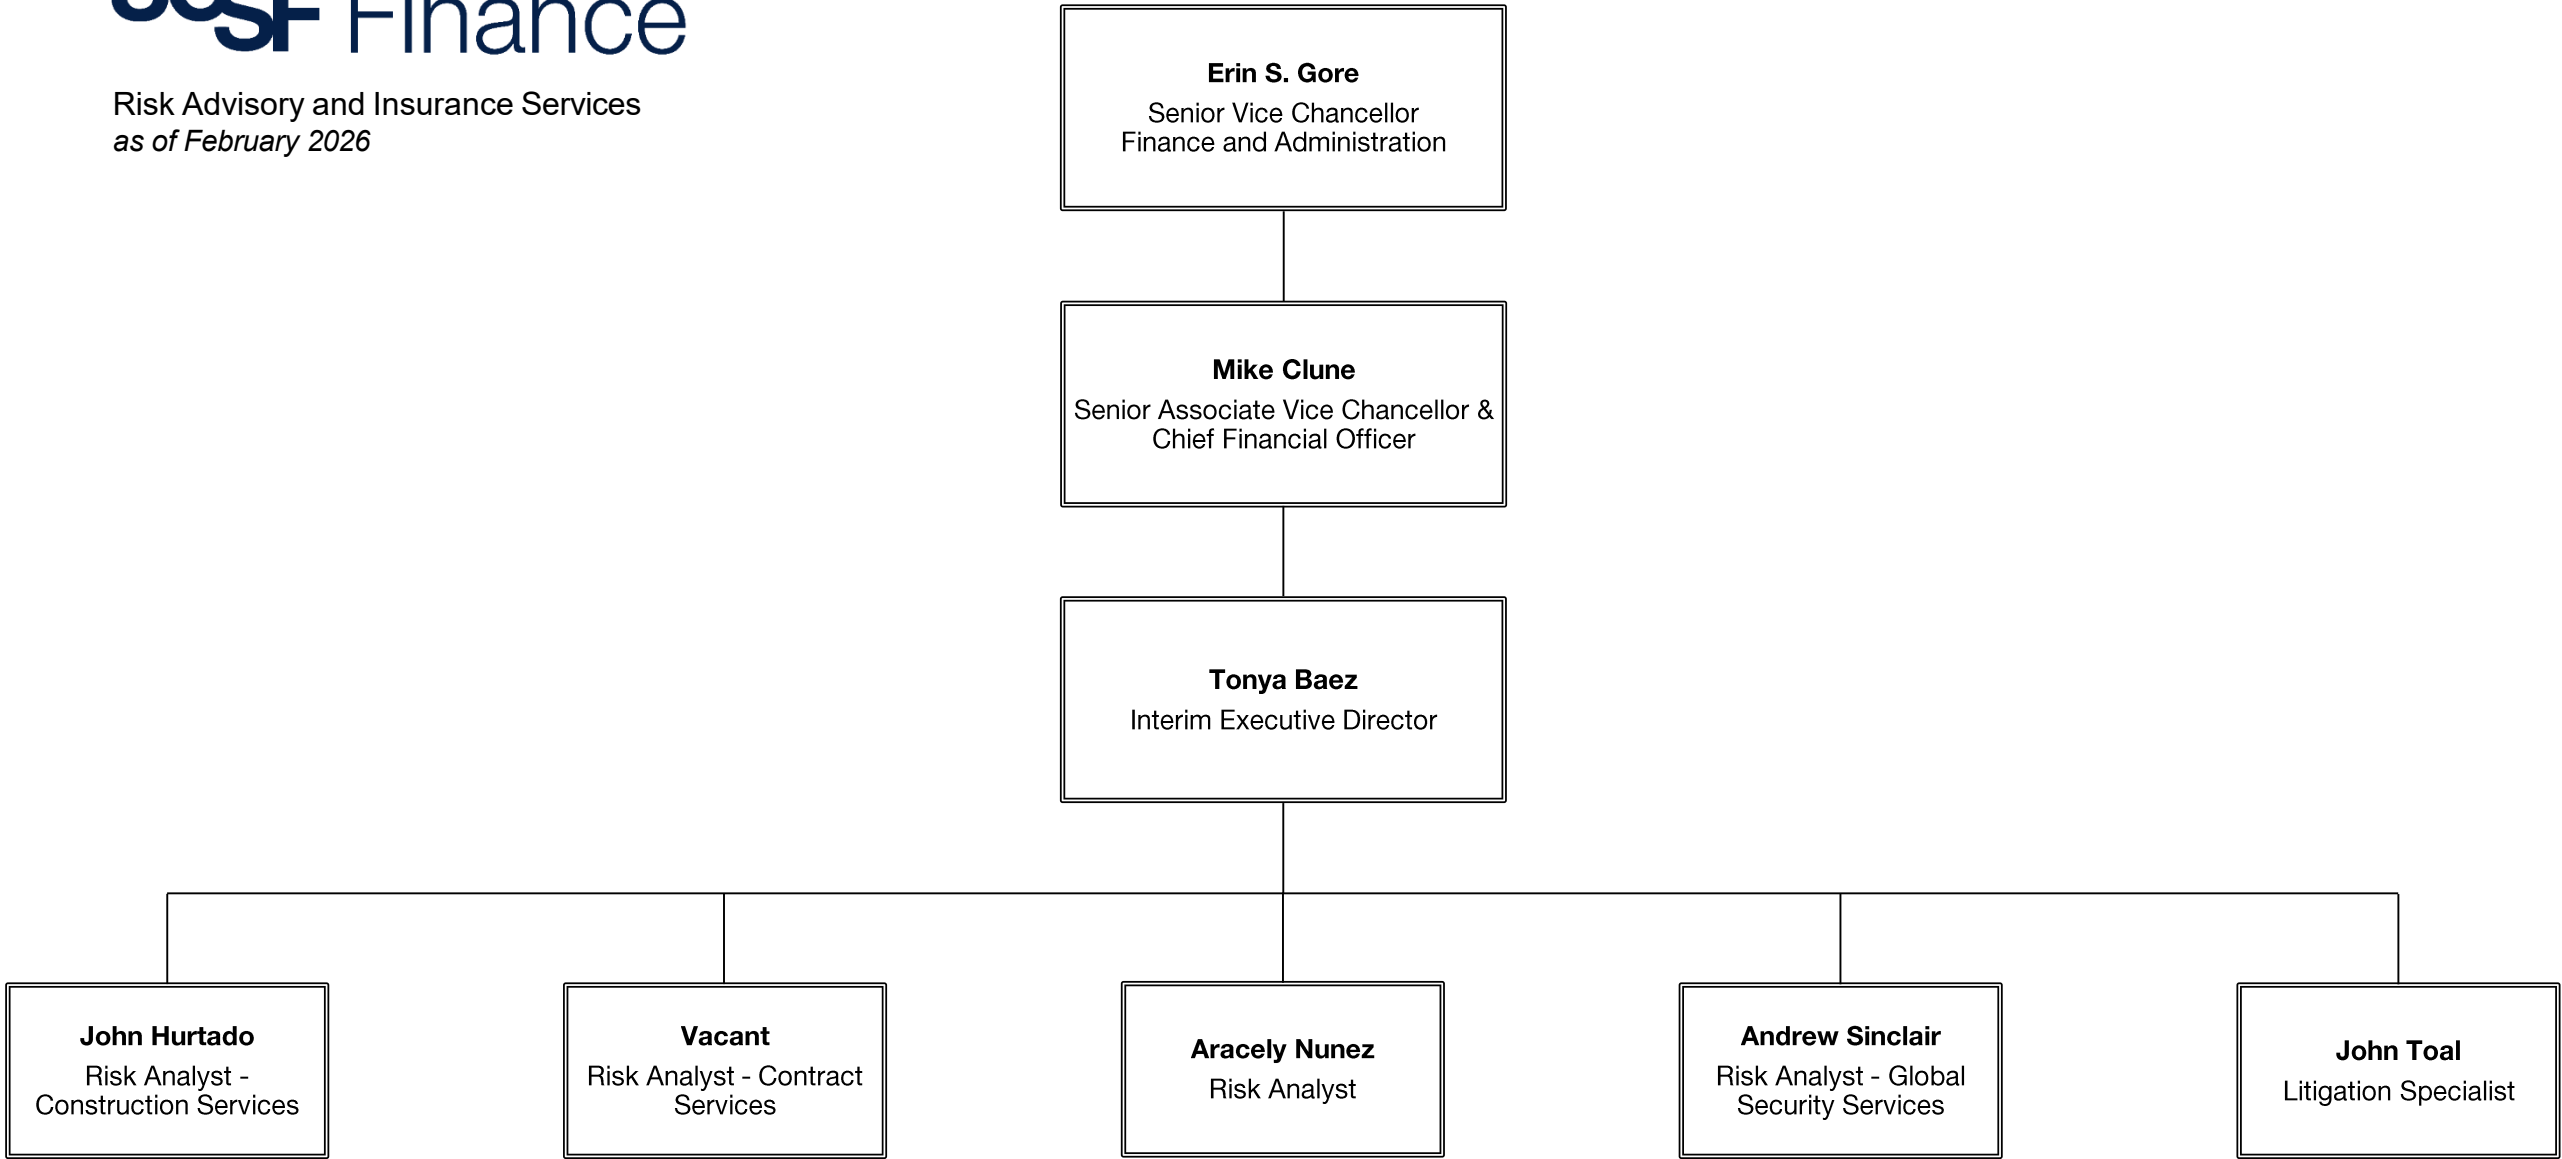 UCSF Finance
Risk Advisory and Insurance Services
as of February 2026
Erin S. Gore
Senior Vice Chancellor
Finance and Administration
Mike Clune
Senior Associate Vice Chancellor &
Chief Financial Officer
Tonya Baez
Interim Executive Director
John Hurtado
Risk Analyst -
Construction Services
Vacant
Risk Analyst - Contract
Services
Aracely Nunez
Risk Analyst
Andrew Sinclair
Risk Analyst - Global
Security Services
John Toal
Litigation Specialist